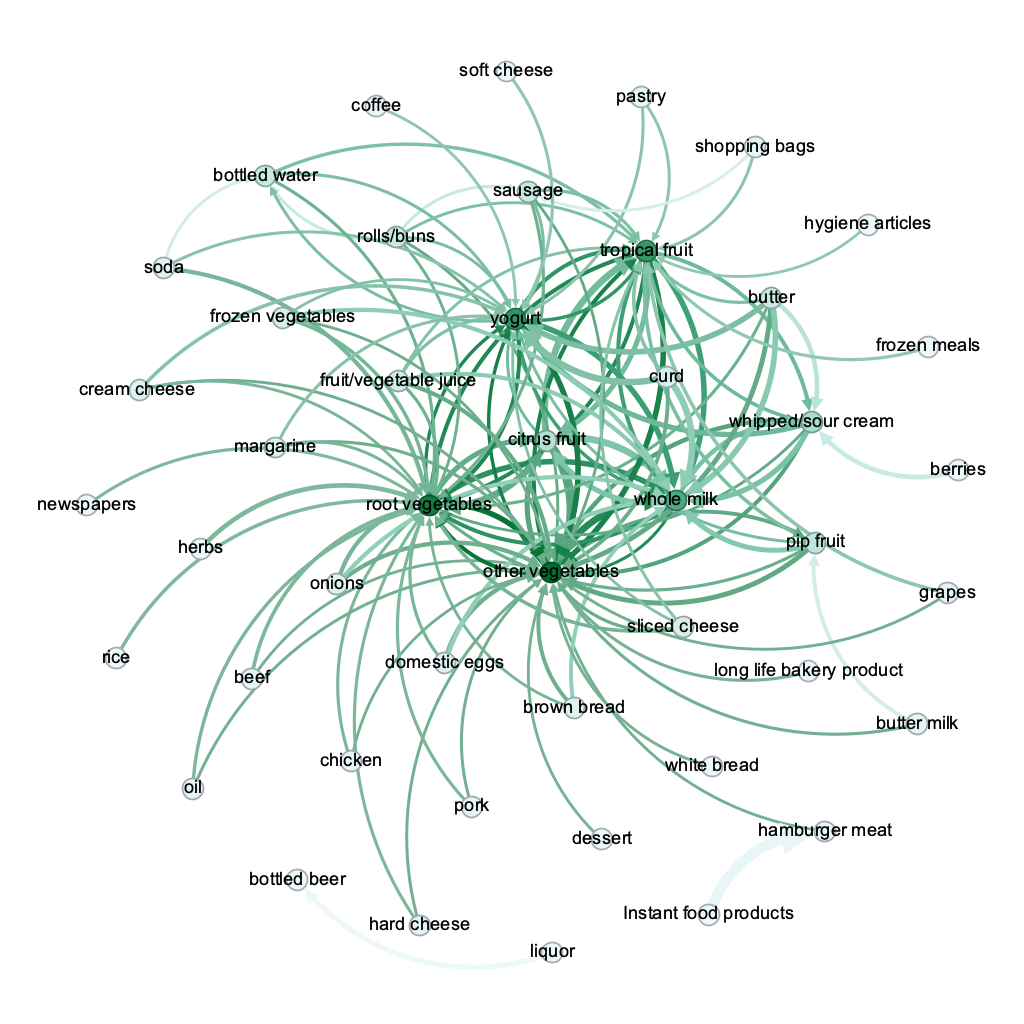 soft cheese
pastry
coffee
shopping bags
bottled water
sausage
hygiene articles
rolls/buns
tropical fruit
soda
butter
frozen vegetables
yogurt
frozen meals
fruit/vegetable juice
curd
cream cheese
whipped/sour cream
citrus fruit
margarine
berries
newspapers
root vegetables
whole milk
herbs
pip fruit
other vegetables
onions
grapes
sliced cheese
rice
domestic eggs
long life bakery product
beef
brown bread
butter milk
chicken
white bread
oil
pork
dessert
hamburger meat
bottled beer
Instant food products
hard cheese
liquor